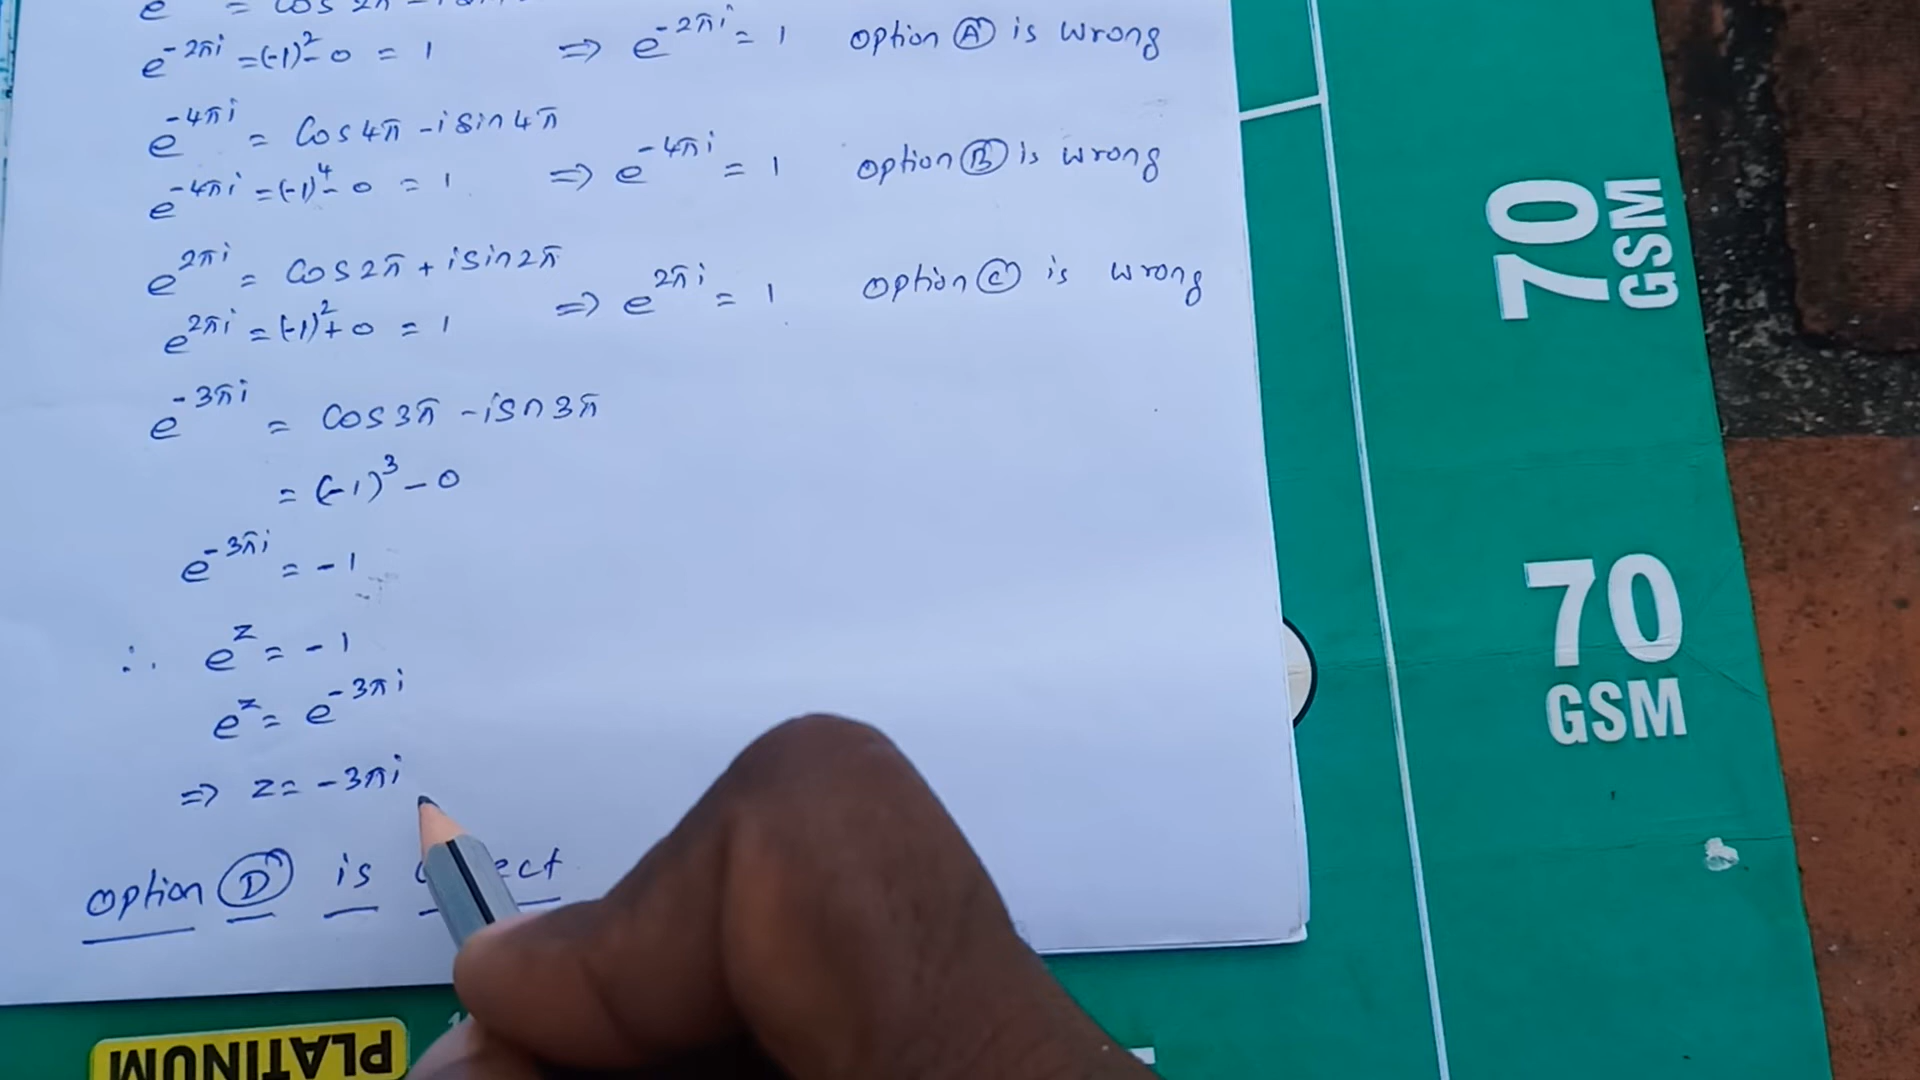 e = cos 2π
e^-2πi = (-1)^2 - 0 = 1 ⇒ e^-2πi = 1 option Ⓐ is wrong
e^-4πi = cos 4π - i sin 4π
e^-4πi = (-1)^4 - 0 = 1 ⇒ e^-4πi = 1 option Ⓑ is wrong
e^2πi = cos 2π + i sin 2π
e^2πi = (-1)^2 + 0 = 1 ⇒ e^2πi = 1 option Ⓒ is wrong
e^-3πi = cos 3π - i sn 3π
= (-1)^3 - 0
e^-3πi = -1
∴ e^z = -1
e^z = e^-3πi
⇒ z = -3πi
option Ⓓ is
70
GSM
70
GSM
PLATINUM